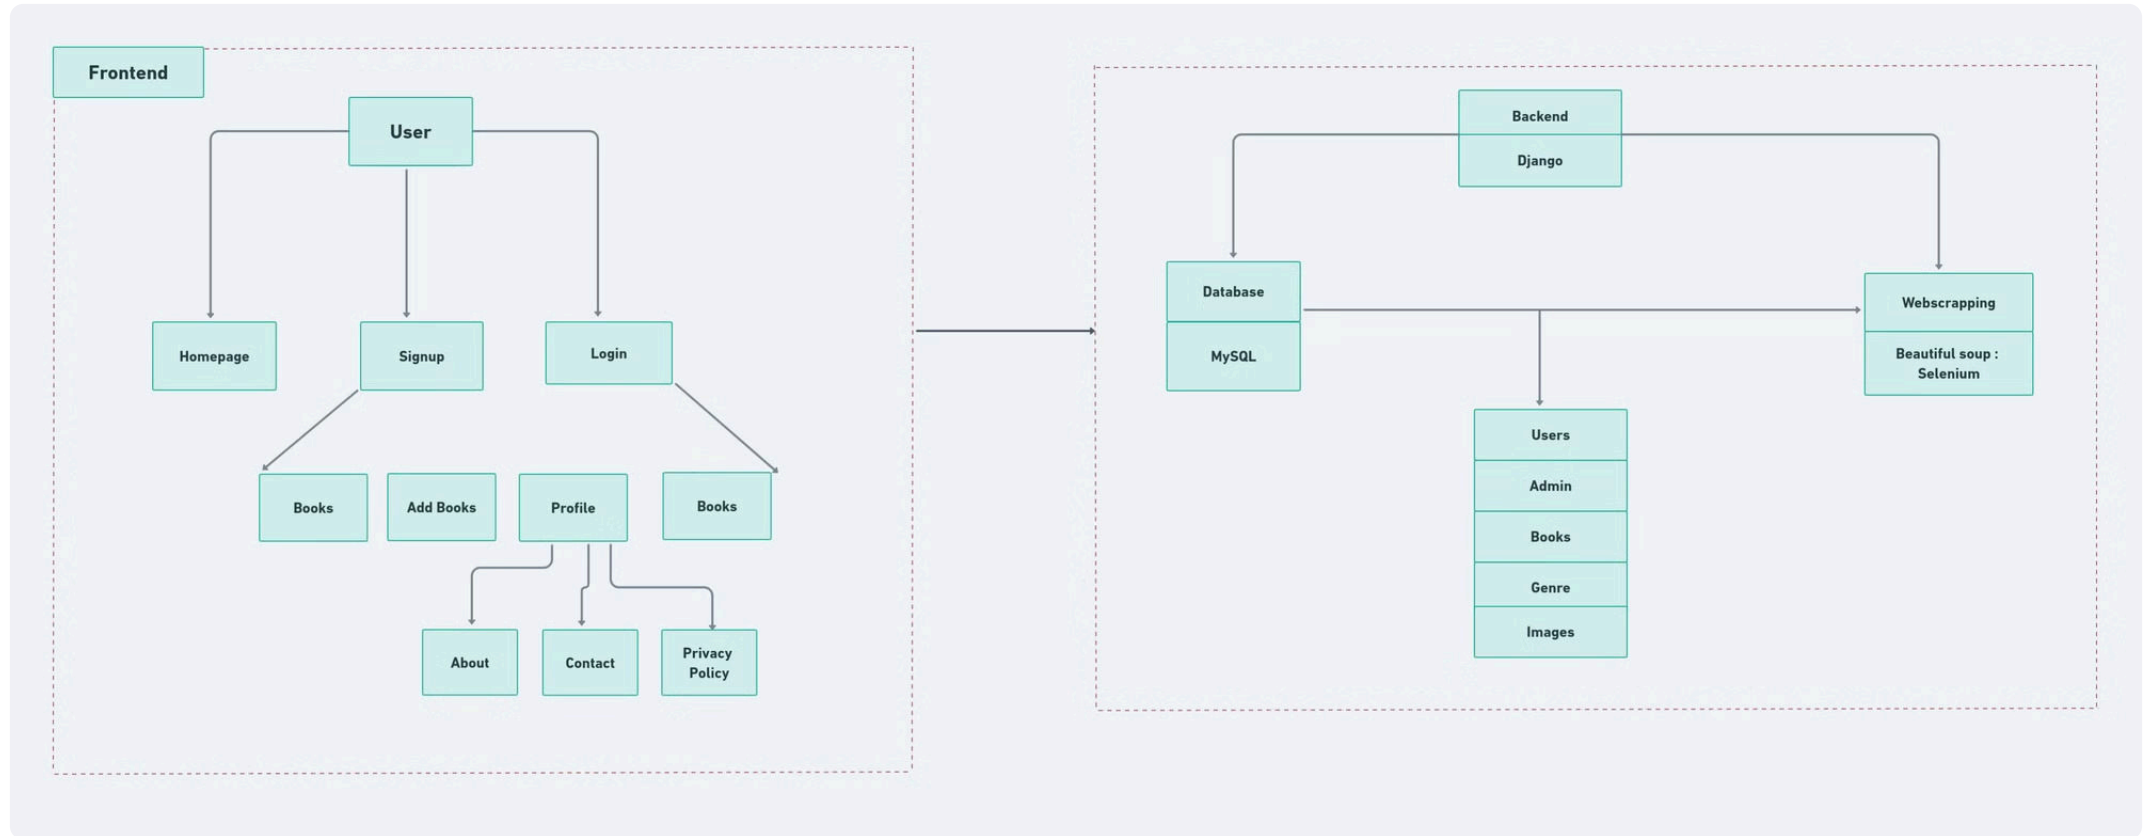 Frontend
User
Homepage
Signup
Login
Books
Add Books
Profile
Books
About
Contact
Privacy
Policy
Backend
Django
Database
MySQL
Webscrapping
Beautiful soup :
Selenium
Users
Admin
Books
Genre
Images